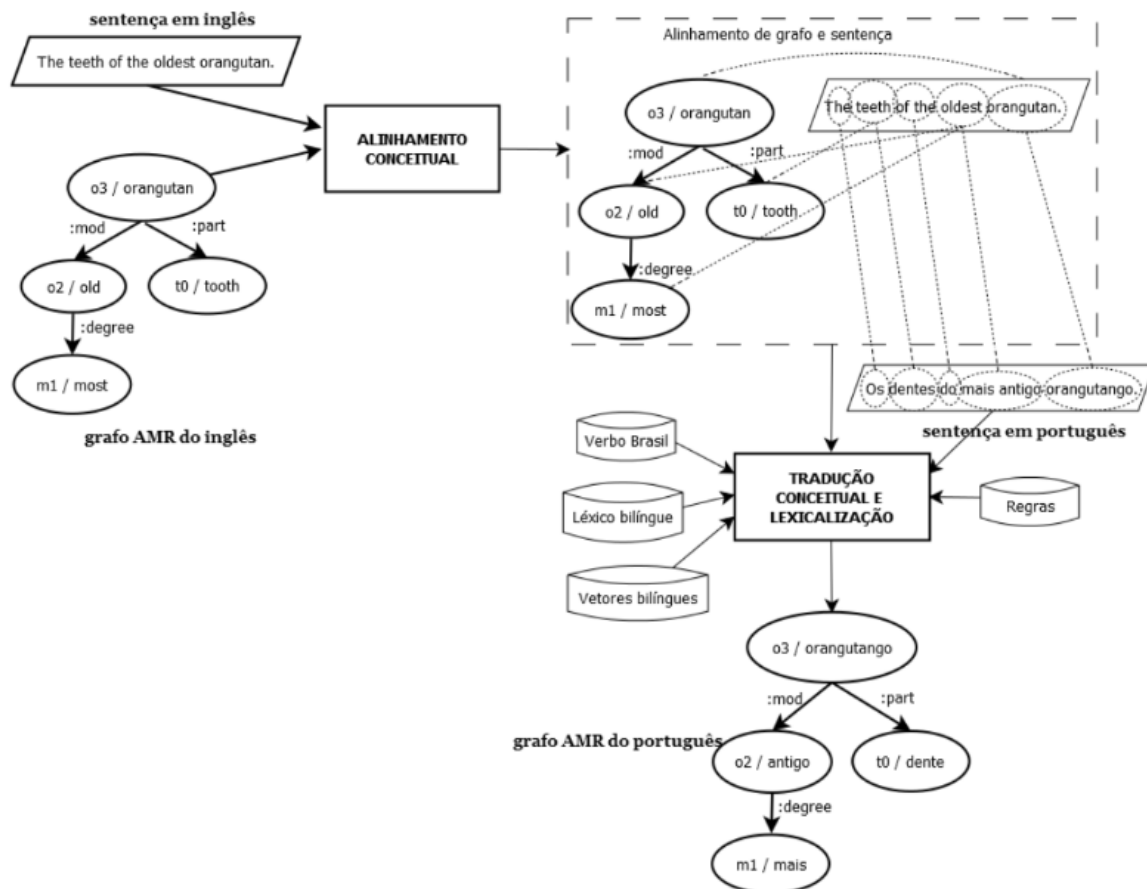 sentença em inglês
The teeth of the oldest orangutan.
ALINHAMENTO
CONCEITUAL
o3 / orangutan
:mod
:part
o2 / old
t0 / tooth
:degree
m1 / most
grafo AMR do inglês
Alinhamento de grafo e sentença
o3 / orangutan
The teeth of the oldest orangutan.
:mod
:part
o2 / old
t0 / tooth
:degree
m1 / most
Os dentes do mais antigo orangutango.
sentença em português
Verbo Brasil
Léxico bilíngue
Vetores bilíngues
TRADUÇÃO
CONCEITUAL E
LEXICALIZAÇÃO
Regras
o3 / orangutango
:mod
:part
grafo AMR do português
o2 / antigo
t0 / dente
:degree
m1 / mais